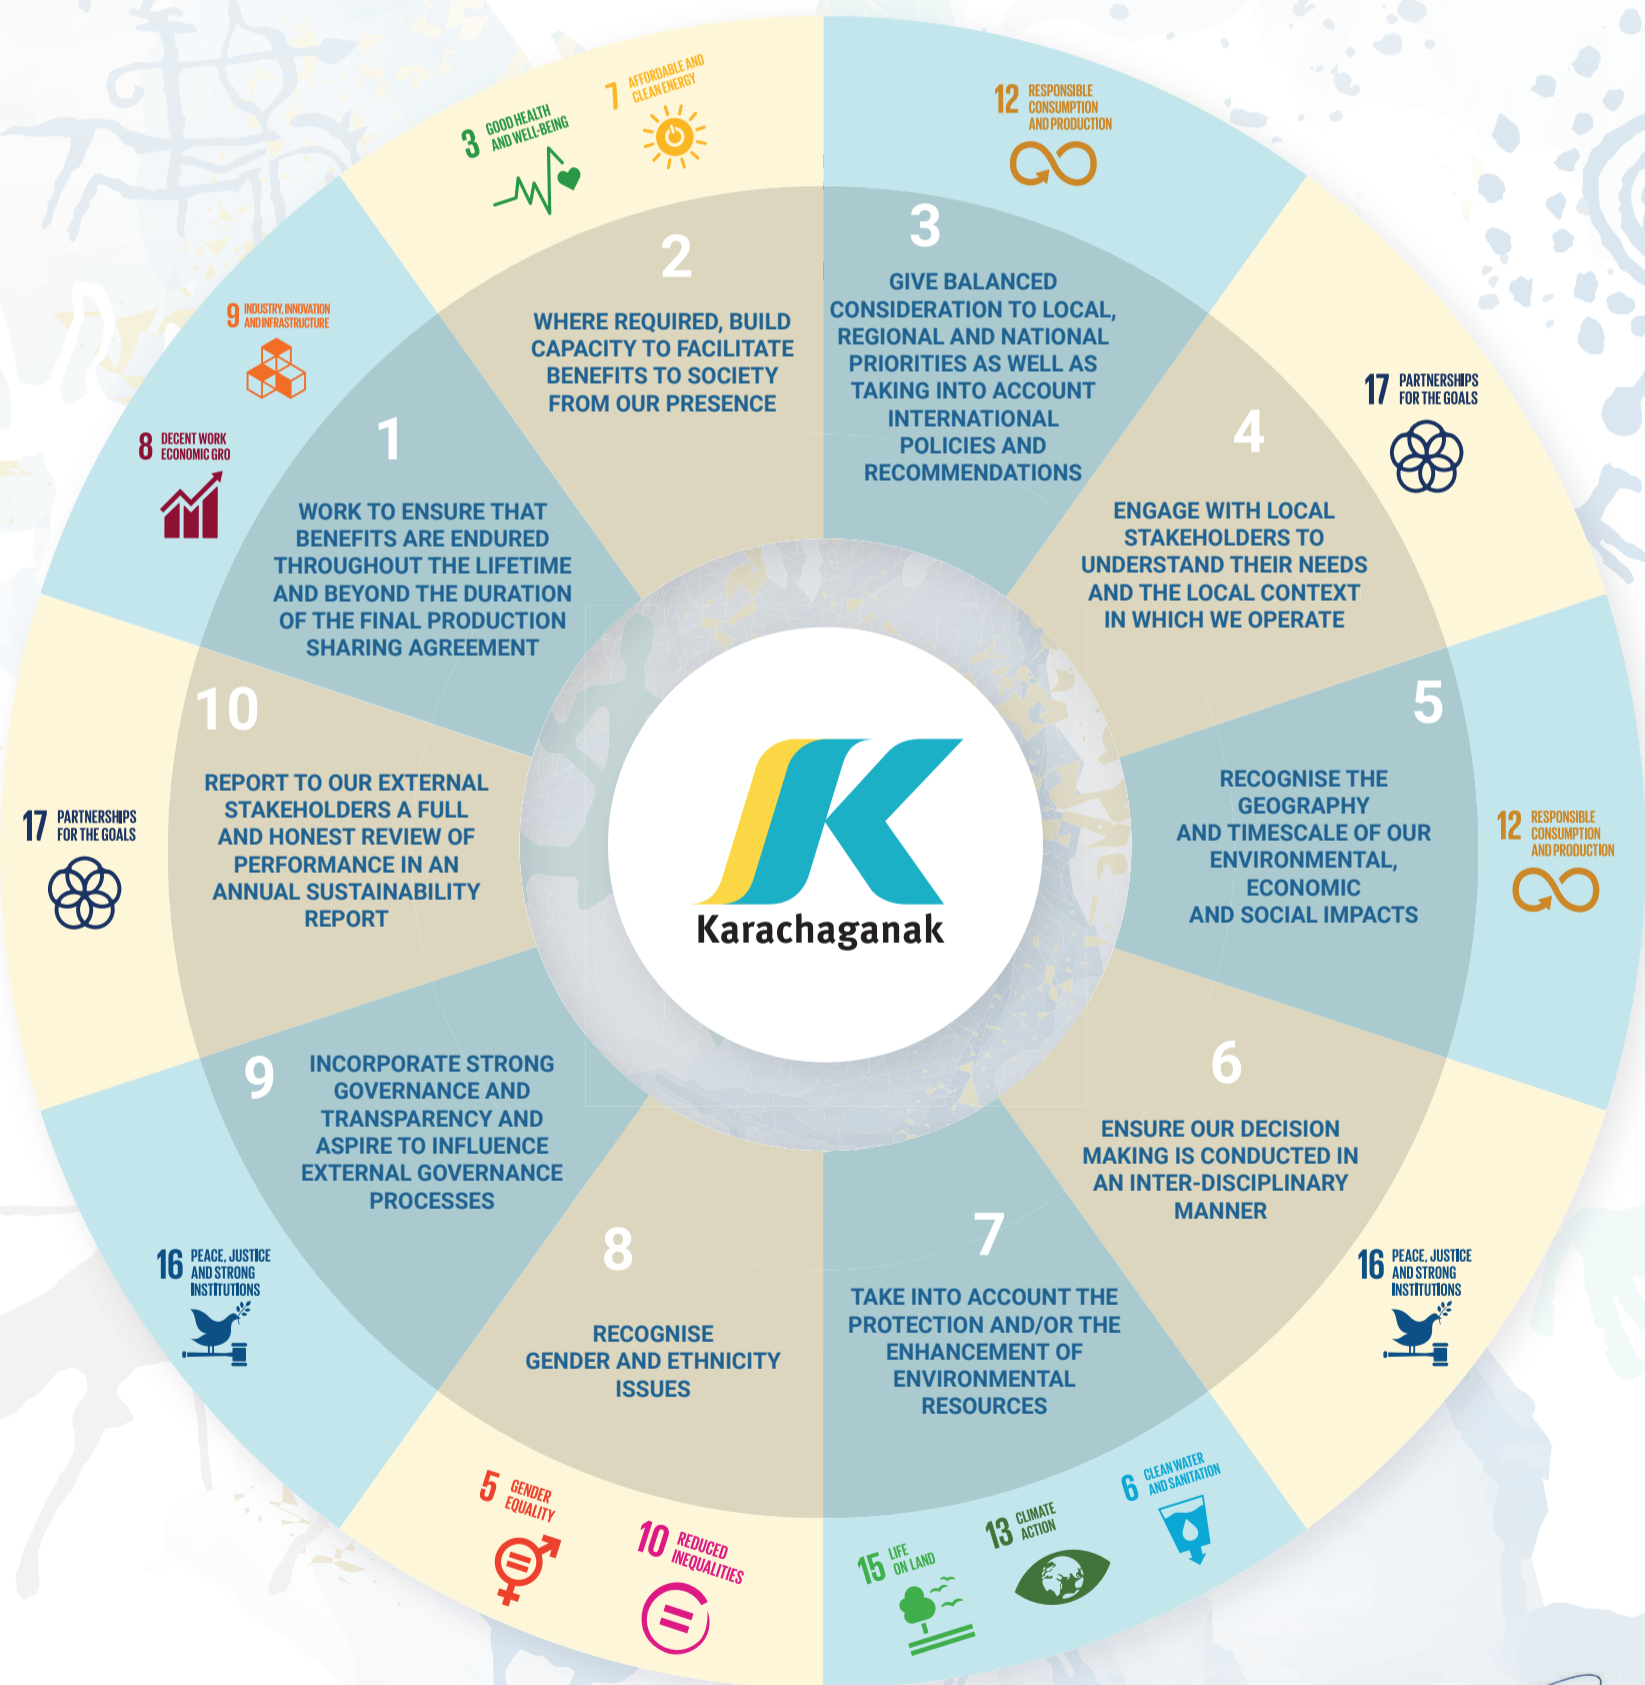 9 INDUSTRY, INNOVATION
AND INFRASTRUCTURE
8 DECENT WORK
ECONOMIC GRO
1
WORK TO ENSURE THAT
BENEFITS ARE ENDURED
THROUGHOUT THE LIFETIME
AND BEYOND THE DURATION
OF THE FINAL PRODUCTION
SHARING AGREEMENT
3 GOOD HEALTH
AND WELL-BEING
7 AFFORDABLE AND
CLEAN ENERGY
2
WHERE REQUIRED, BUILD
CAPACITY TO FACILITATE
BENEFITS TO SOCIETY
FROM OUR PRESENCE
12 RESPONSIBLE
CONSUMPTION
AND PRODUCTION
3
GIVE BALANCED
CONSIDERATION TO LOCAL,
REGIONAL AND NATIONAL
PRIORITIES AS WELL AS
TAKING INTO ACCOUNT
INTERNATIONAL
POLICIES AND
RECOMMENDATIONS
17 PARTNERSHIPS
FOR THE GOALS
4
ENGAGE WITH LOCAL
STAKEHOLDERS TO
UNDERSTAND THEIR NEEDS
AND THE LOCAL CONTEXT
IN WHICH WE OPERATE
12 RESPONSIBLE
CONSUMPTION
AND PRODUCTION
5
RECOGNISE THE
GEOGRAPHY
AND TIMESCALE OF OUR
ENVIRONMENTAL,
ECONOMIC
AND SOCIAL IMPACTS
16 PEACE, JUSTICE
AND STRONG
INSTITUTIONS
6
ENSURE OUR DECISION
MAKING IS CONDUCTED IN
AN INTER-DISCIPLINARY
MANNER
7
TAKE INTO ACCOUNT THE
PROTECTION AND/OR THE
ENHANCEMENT OF
ENVIRONMENTAL
RESOURCES
15 LIFE
ON LAND
13 CLIMATE
ACTION
6 CLEAN WATER
AND SANITATION
8
RECOGNISE
GENDER AND ETHNICITY
ISSUES
5 GENDER
EQUALITY
10 REDUCED
INEQUALITIES
9
INCORPORATE STRONG
GOVERNANCE AND
TRANSPARENCY AND
ASPIRE TO INFLUENCE
EXTERNAL GOVERNANCE
PROCESSES
16 PEACE, JUSTICE
AND STRONG
INSTITUTIONS
10
REPORT TO OUR EXTERNAL
STAKEHOLDERS A FULL
AND HONEST REVIEW OF
PERFORMANCE IN AN
ANNUAL SUSTAINABILITY
REPORT
17 PARTNERSHIPS
FOR THE GOALS
Karachaganak